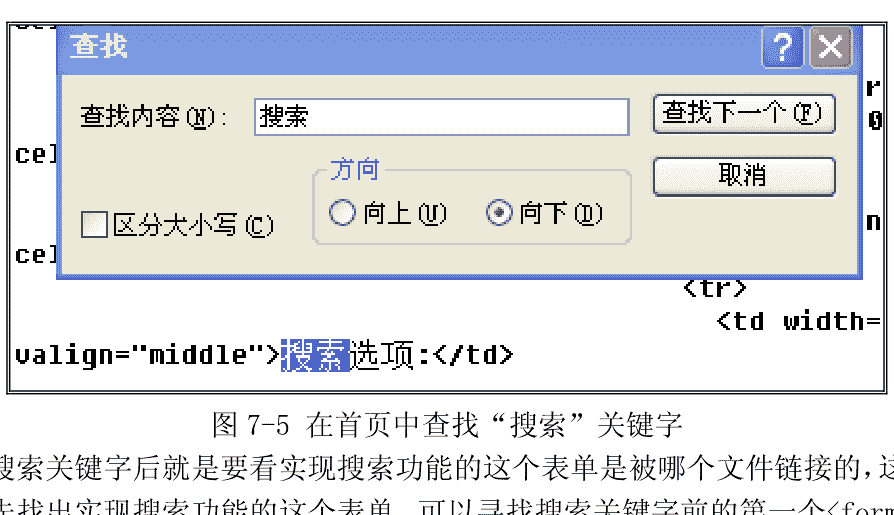 查找
查找内容(N):
搜索
查找下一个(F)
r
0
cel
方向
取消
区分大小写(C)
向上(U)
向下(D)
n
cel
<tr>
<td width=
valign="middle">搜索选项:</td>
图 7-5 在首页中查找“搜索”关键字
搜索关键字后就是要看实现搜索功能的这个表单是被哪个文件链接的,这
先找出实现搜索功能的这个表单,可以寻找搜索关键字前的第一个<form